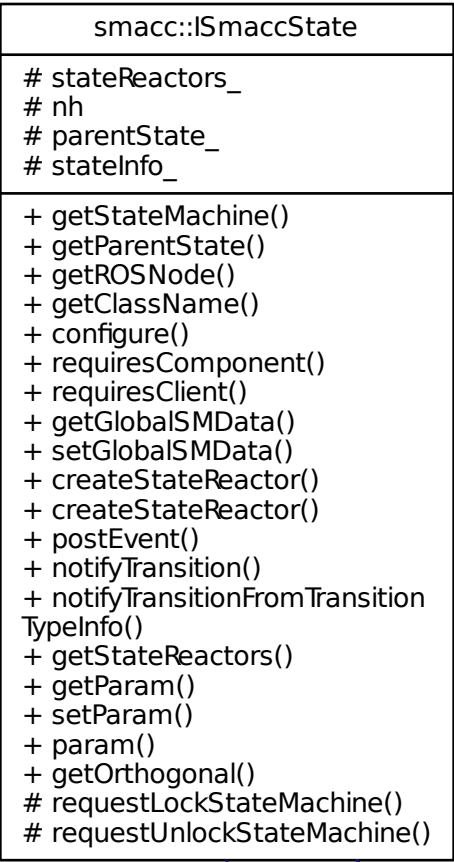 smacc::ISmaccState
# stateReactors_
# nh
# parentState_
# stateInfo_
+ getStateMachine()
+ getParentState()
+ getROSNode()
+ getClassName()
+ configure()
+ requiresComponent()
+ requiresClient()
+ getGlobalSMData()
+ setGlobalSMData()
+ createStateReactor()
+ createStateReactor()
+ postEvent()
+ notifyTransition()
+ notifyTransitionFromTransition
TypeInfo()
+ getStateReactors()
+ getParam()
+ setParam()
+ param()
+ getOrthogonal()
# requestLockStateMachine()
# requestUnlockStateMachine()